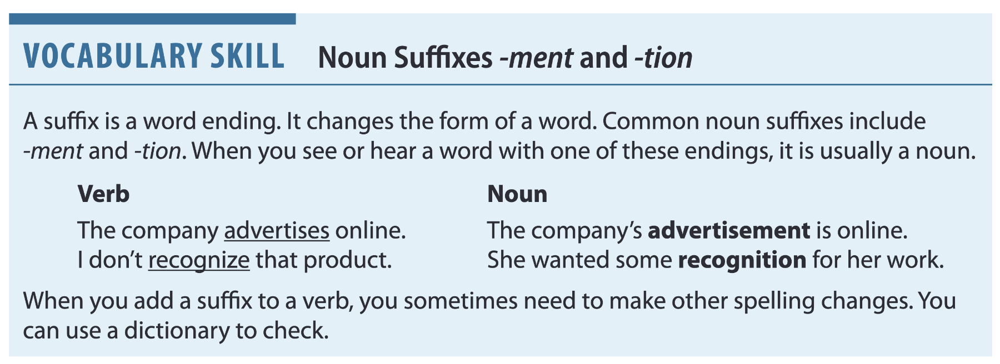 VOCABULARY SKILL Noun Suffixes -ment and -tion
A suffix is a word ending. It changes the form of a word. Common noun suffixes include
-ment and -tion. When you see or hear a word with one of these endings, it is usually a noun.
Verb Noun
The company advertises online. The company’s advertisement is online.
I don’t recognize that product. She wanted some recognition for her work.
When you add a suffix to a verb, you sometimes need to make other spelling changes. You
can use a dictionary to check.